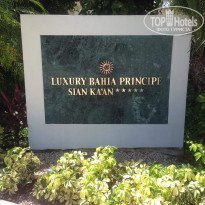 TOP Hotels
LUXURY BAHIA PRINCIPE
SIAN KA'AN ★★★★★